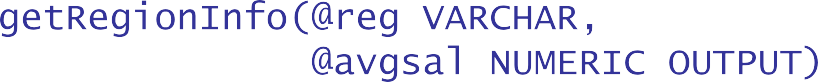 getRegionInfo(@reg VARCHAR,
@avgsal NUMERIC OUTPUT)